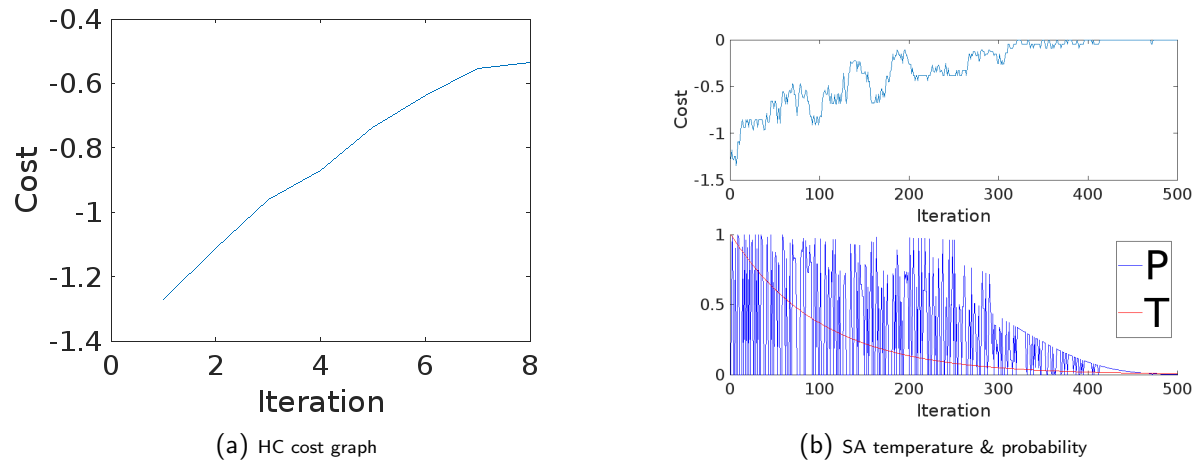 -0.4
-0.6
-0.8
-1
-1.2
-1.4
Cost
0 2 4 6 8
Iteration
(a) HC cost graph
0
-0.5
-1
-1.5
Cost
0 100 200 300 400 500
Iteration
1
0.5
0
P
T
0 100 200 300 400 500
Iteration
(b) SA temperature & probability